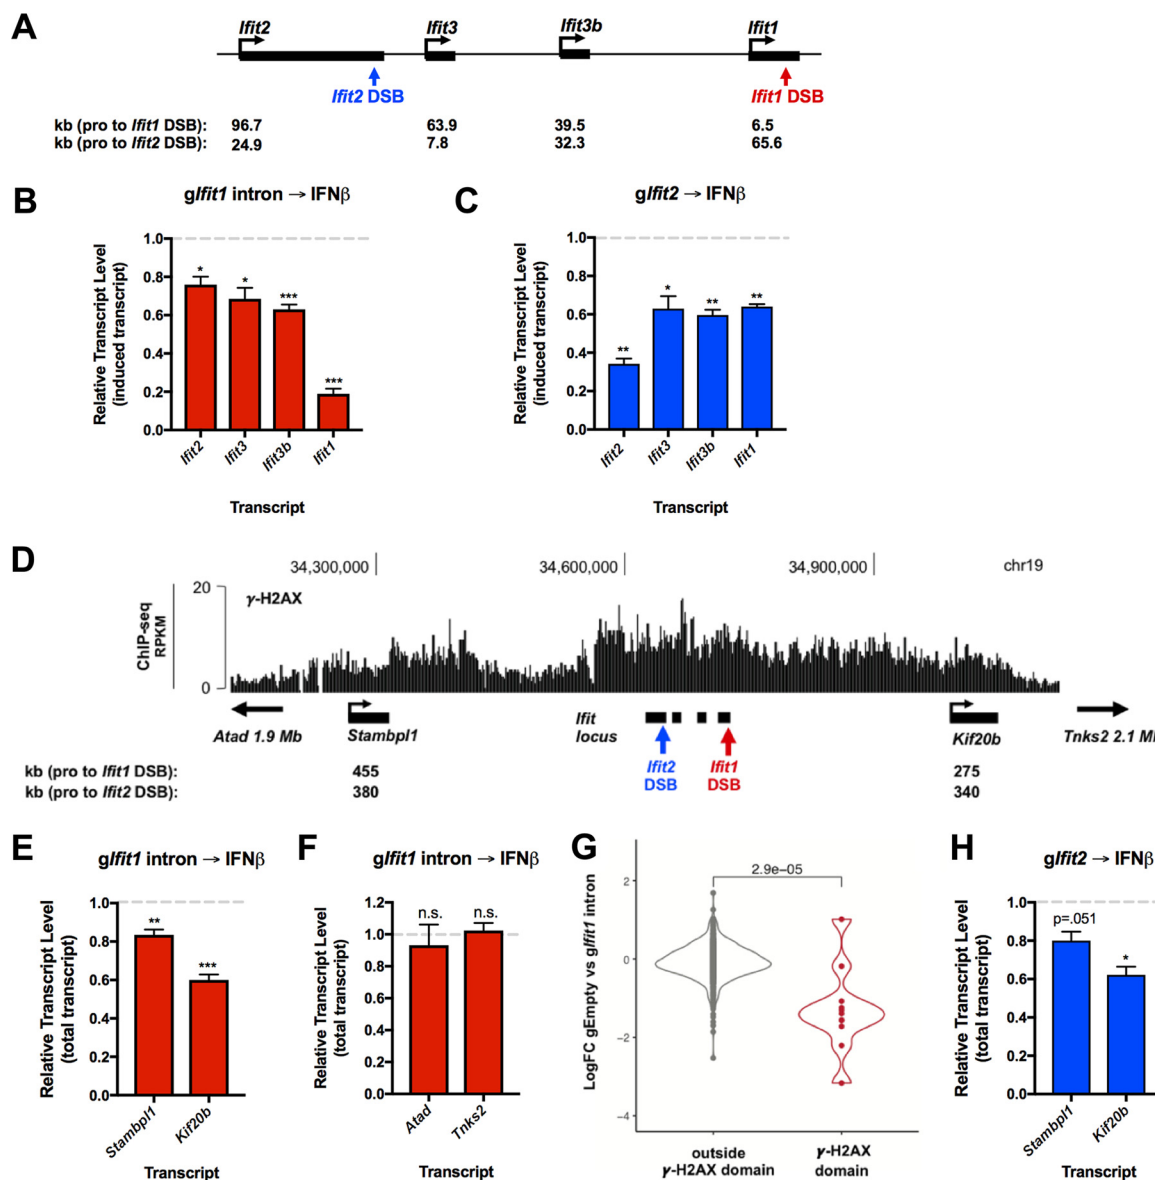 A
Ifit2 Ifit3 Ifit3b Ifit1
Ifit2 DSB Ifit1 DSB
kb (pro to Ifit1 DSB): 96.7 63.9 39.5 6.5
kb (pro to Ifit2 DSB): 24.9 7.8 32.3 65.6
B
gIfit1 intron → IFNβ
Relative Transcript Level
(induced transcript)
1.0
0.8
0.6
0.4
0.2
0.0
* * *** ***
Ifit2 Ifit3 Ifit3b Ifit1
Transcript
C
gIfit2 → IFNβ
Relative Transcript Level
(induced transcript)
1.0
0.8
0.6
0.4
0.2
0.0
** * ** **
Ifit2 Ifit3 Ifit3b Ifit1
Transcript
D
34,300,000 34,600,000 34,900,000 chr19
ChIP-seq
RPKM
20
0
γ-H2AX
Atad 1.9 Mb Stambpl1 Ifit
locus
Kif20b Tnks2 2.1 M
Ifit2
DSB
Ifit1
DSB
kb (pro to Ifit1 DSB): 455 275
kb (pro to Ifit2 DSB): 380 340
E
gIfit1 intron → IFNβ
Relative Transcript Level
(total transcript)
1.0
0.8
0.6
0.4
0.2
0.0
** ***
Stambpl1 Kif20b
Transcript
F
gIfit1 intron → IFNβ
Relative Transcript Level
(total transcript)
1.2
1.0
0.8
0.6
0.4
0.2
0.0
n.s. n.s.
Atad Tnks2
Transcript
G
LogFC gEmpty vs gIfit1 intron
2
0
−2
−4
2.9e−05
outside
γ-H2AX domain
γ-H2AX
domain
H
gIfit2 → IFNβ
Relative Transcript Level
(total transcript)
1.0
0.8
0.6
0.4
0.2
0.0
p=.051 *
Stambpl1 Kif20b
Transcript